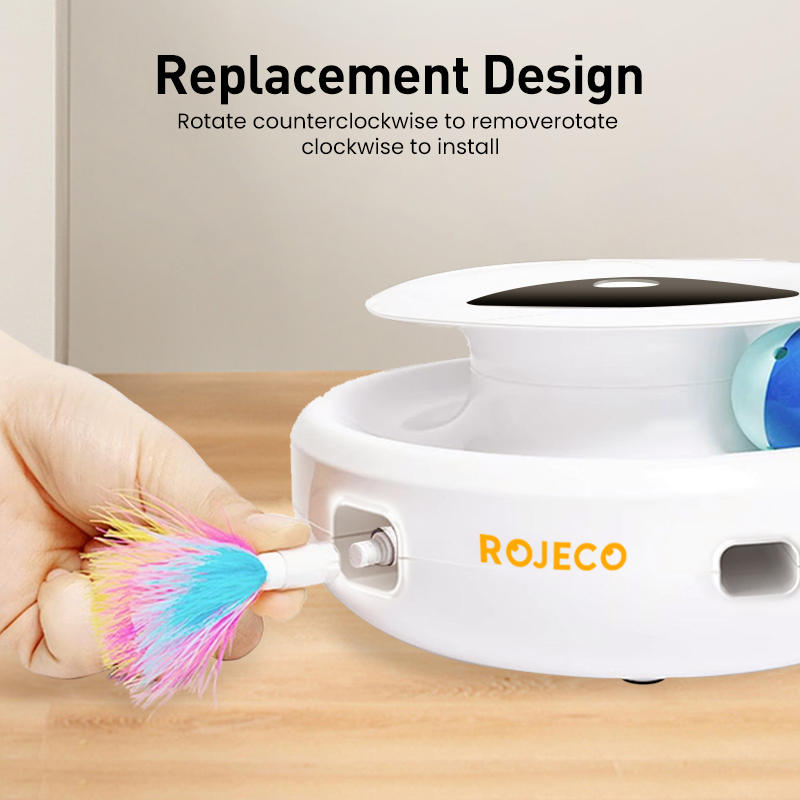 Replacement Design
Rotate counterclockwise to removerotate
clockwise to install
ROJECO